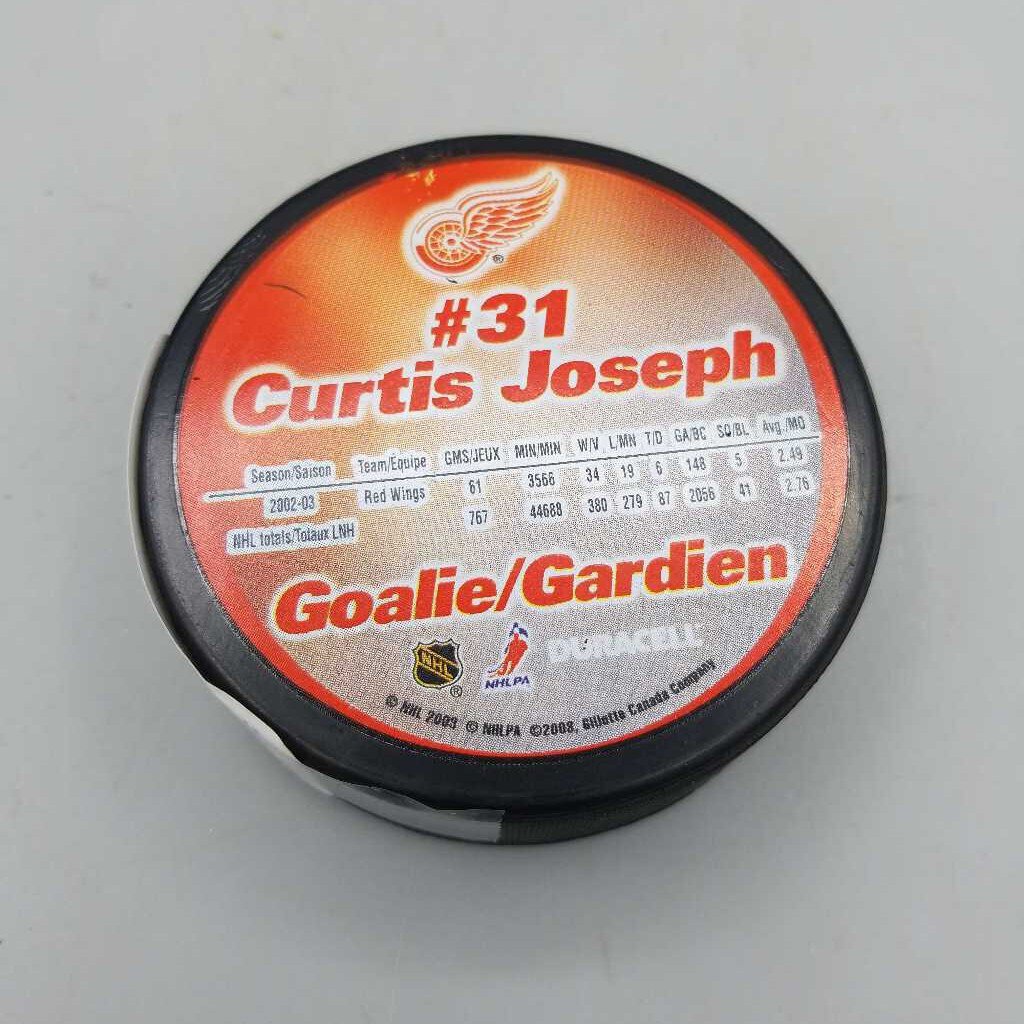 #31
Curtis Joseph
Season/Saison Team/Équipe GMS/JEUX MIN/MIN W/V L/MN T/D GA/BC SO/BL Avg./MO
2002-03 Red Wings 61 3566 34 19 6 148 5 2.49
NHL totals/Totaux LNH 767 44688 380 279 87 2056 41 2.76
Goalie/Gardien
NHL ® NHLPA DURACELL
© NHL 2003 © NHLPA ©2003, Gillette Canada Company